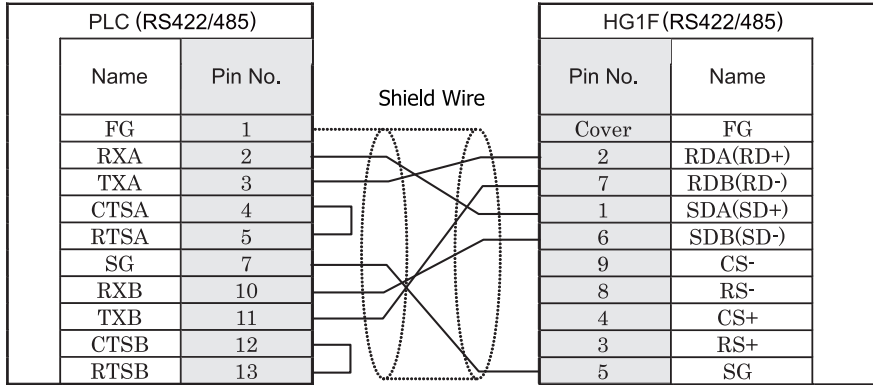 PLC (RS422/485)
HG1F(RS422/485)
Name Pin No.
Shield Wire
Pin No. Name
FG 1 Cover FG
RXA 2 2 RDA(RD+)
TXA 3 7 RDB(RD-)
CTSA 4 1 SDA(SD+)
RTSA 5 6 SDB(SD-)
SG 7 9 CS-
RXB 10 8 RS-
TXB 11 4 CS+
CTSB 12 3 RS+
RTSB 13 5 SG